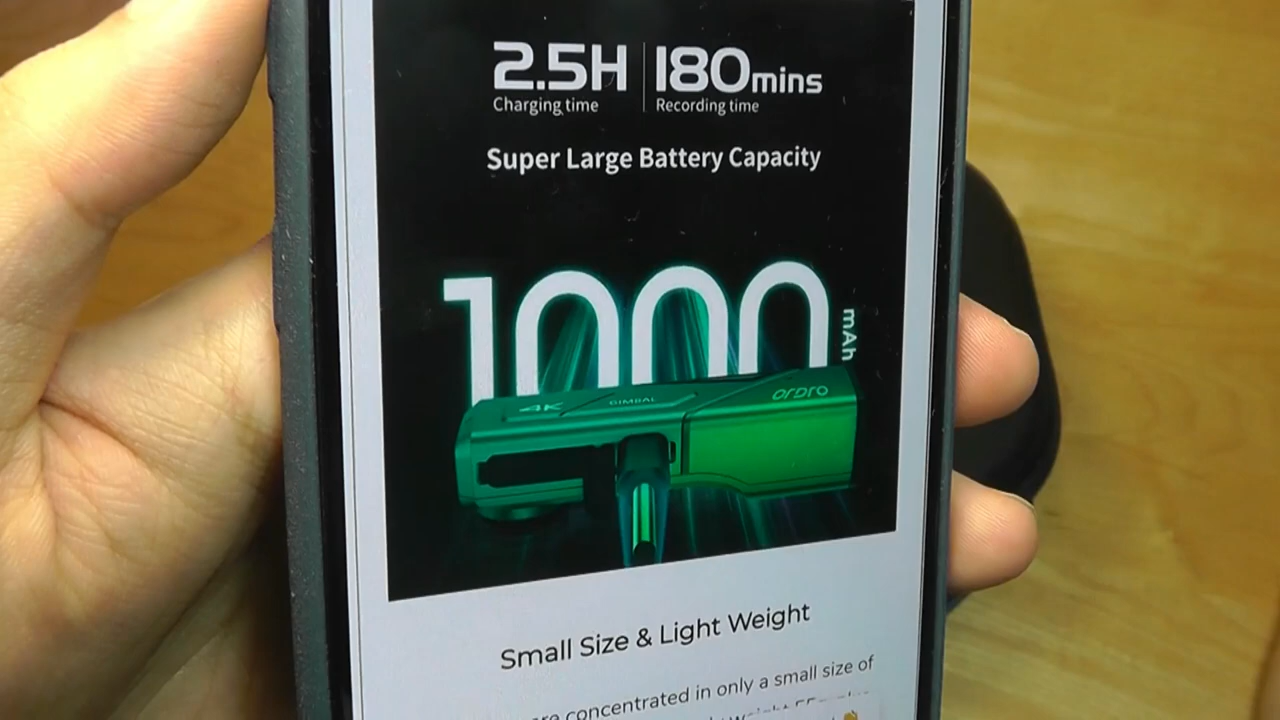 2.5H 180mins
Charging time Recording time
Super Large Battery Capacity
1000 mAh
4K GIMBAL ORDRO
Small Size & Light Weight
concentrated in only a small size of